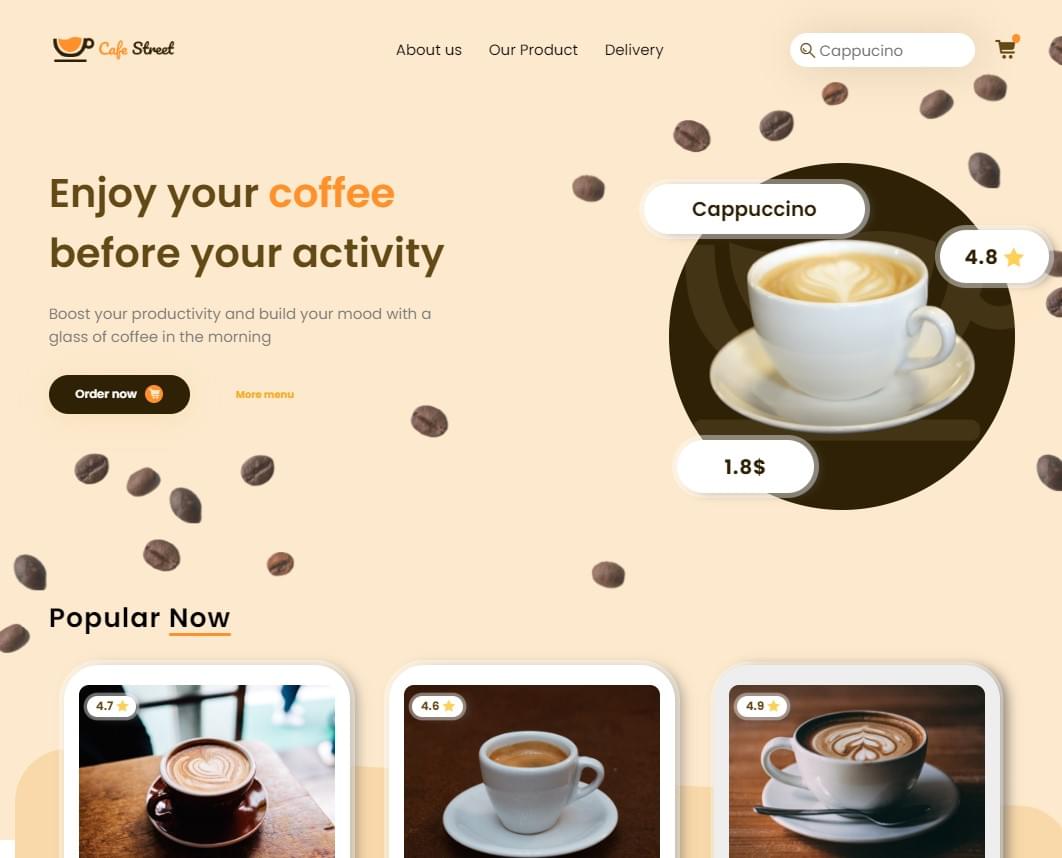 Cafe Street
About us
Our Product
Delivery
Cappucino
Enjoy your coffee
before your activity
Boost your productivity and build your mood with a
glass of coffee in the morning
Order now
More menu
Cappuccino
4.8
1.8$
Popular Now
4.7
4.6
4.9